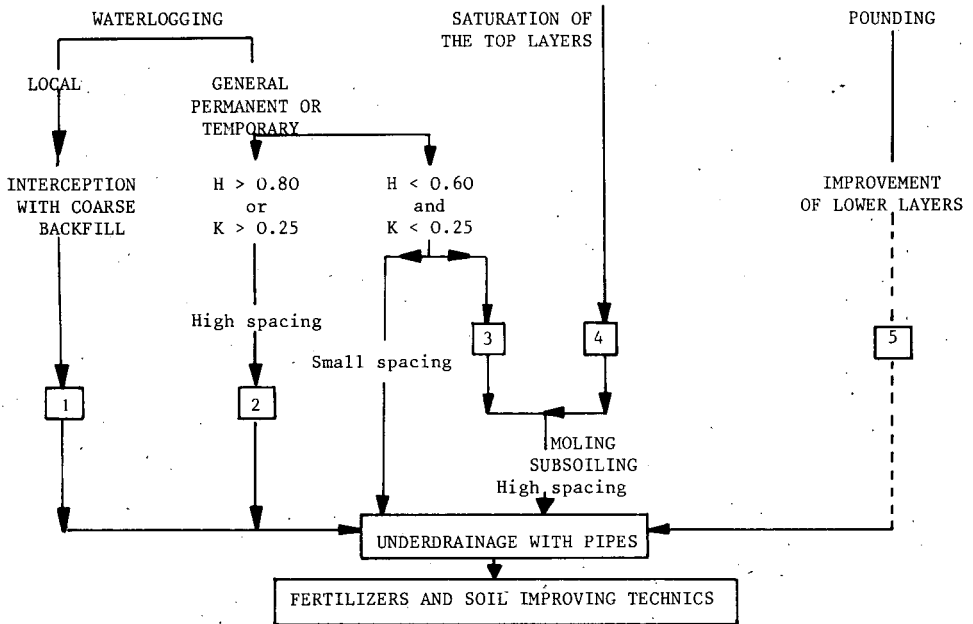 WATERLOGGING
SATURATION OF
THE TOP LAYERS
POUNDING
LOCAL
GENERAL
PERMANENT OR
TEMPORARY
INTERCEPTION
WITH COARSE
BACKFILL
H > 0.80
or
K > 0.25
H < 0.60
and
K < 0.25
IMPROVEMENT
OF LOWER LAYERS
High spacing
Small spacing
3
4
5
1
2
MOLING
SUBSOILING
High spacing
UNDERDRAINAGE WITH PIPES
FERTILIZERS AND SOIL IMPROVING TECHNICS